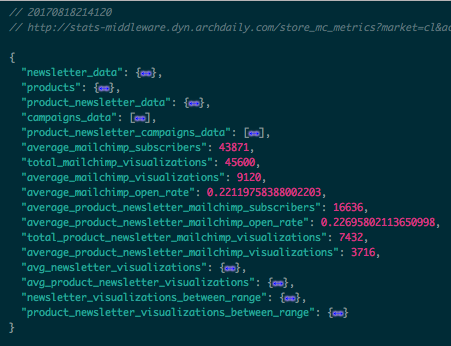 // 20170818214120
// http://stats-middleware.dyn.archdaily.com/store_mc_metrics?market=cl&ac
{
"newsletter_data": {},
"products": {},
"product_newsletter_data": {},
"campaigns_data": [],
"product_newsletter_campaigns_data": [],
"average_mailchimp_subscribers": 43871,
"total_mailchimp_visualizations": 45600,
"average_mailchimp_visualizations": 9120,
"average_mailchimp_open_rate": 0.22119758388002203,
"average_product_newsletter_mailchimp_subscribers": 16636,
"average_product_newsletter_mailchimp_open_rate": 0.22695802113650998,
"total_product_newsletter_mailchimp_visualizations": 7432,
"average_product_newsletter_mailchimp_visualizations": 3716,
"avg_newsletter_visualizations": {},
"avg_product_newsletter_visualizations": {},
"newsletter_visualizations_between_range": {},
"product_newsletter_visualizations_between_range": {}
}